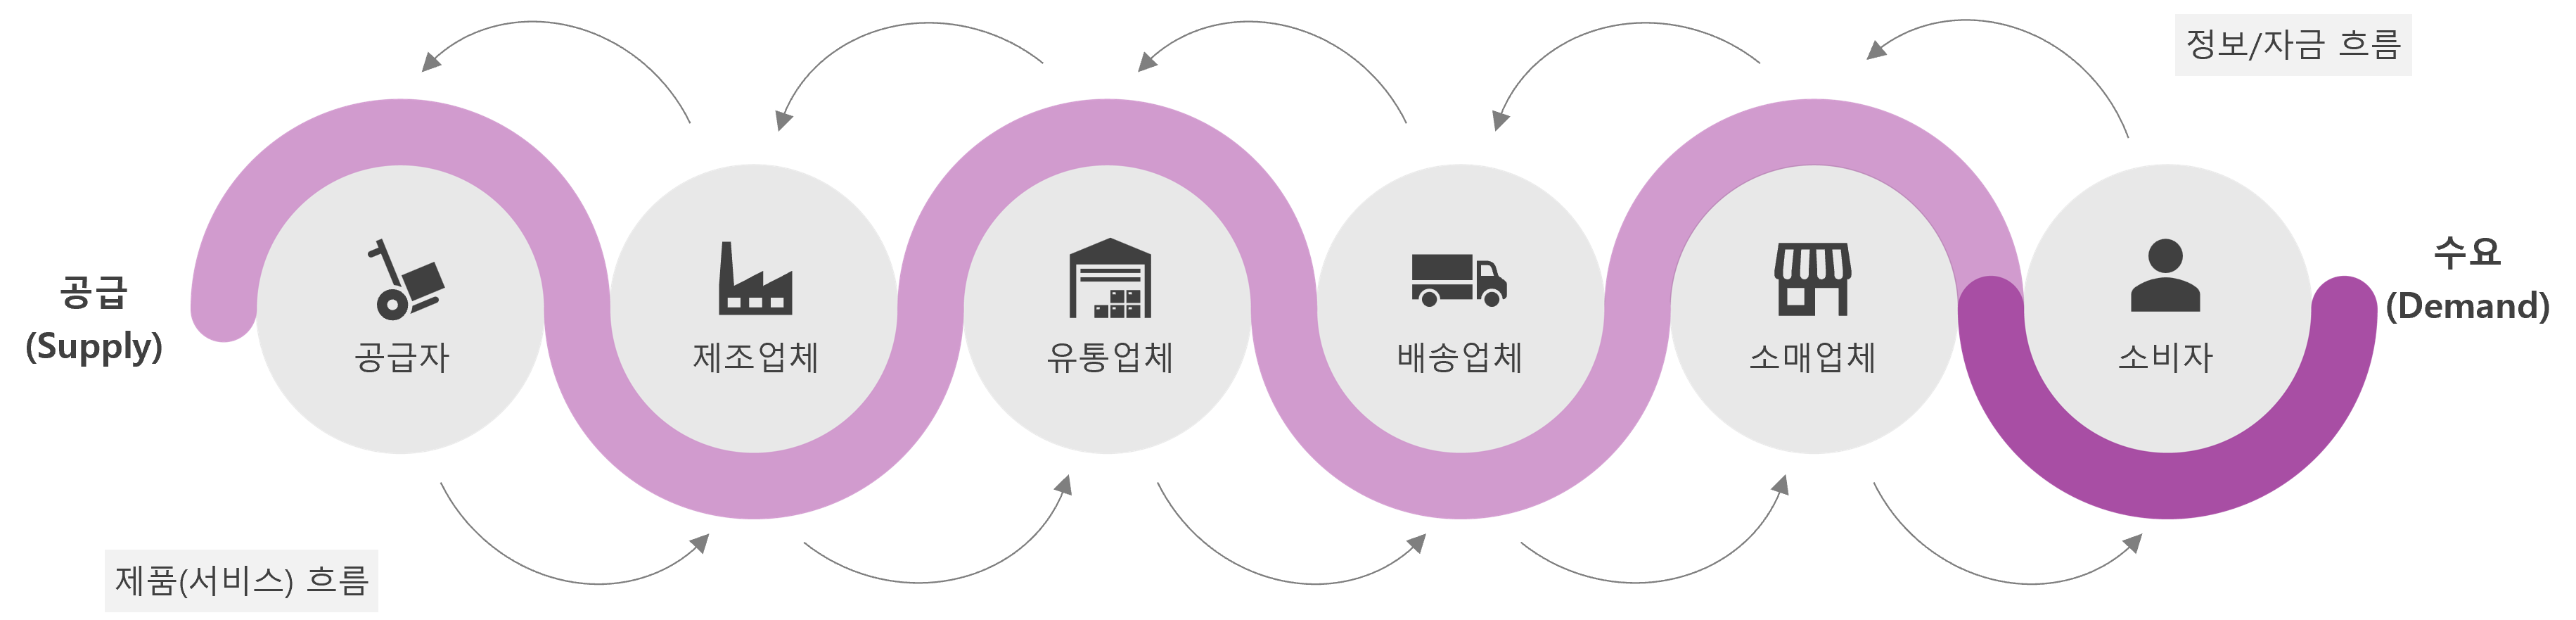 정보/자금 흐름
공급
(Supply)
공급자
제조업체
유통업체
배송업체
소매업체
소비자
수요
(Demand)
제품(서비스) 흐름